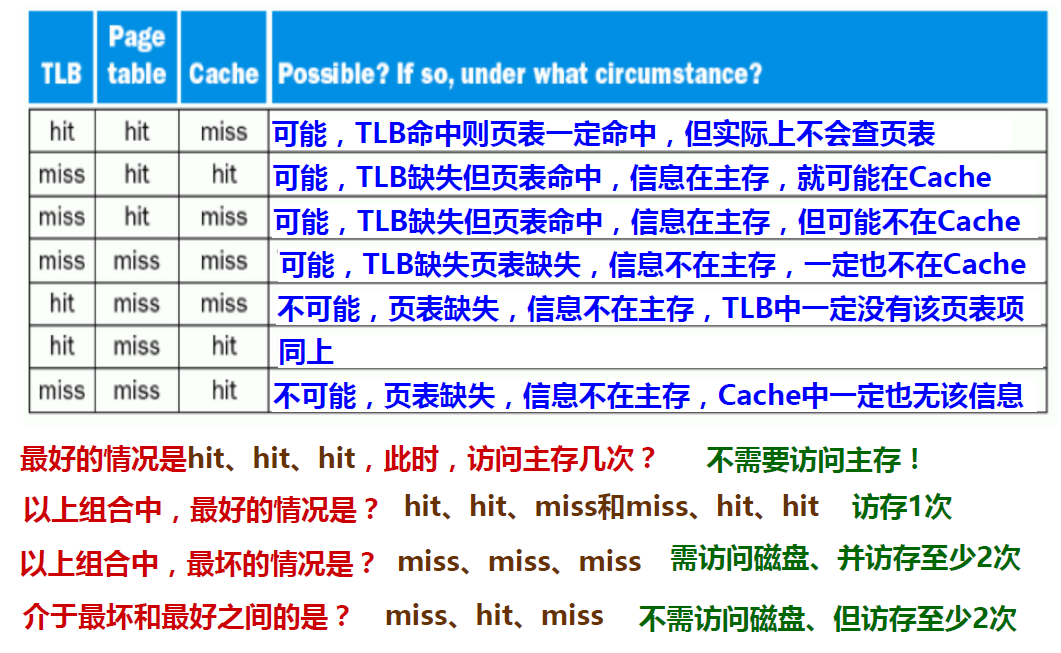 TLB Page table Cache Possible? If so, under what circumstance?
hit hit miss 可能，TLB命中则页表一定命中，但实际上不会查页表
miss hit hit 可能，TLB缺失但页表命中，信息在主存，就可能在Cache
miss hit miss 可能，TLB缺失但页表命中，信息在主存，但可能不在Cache
miss miss miss 可能，TLB缺失页表缺失，信息不在主存，一定也不在Cache
hit miss miss 不可能，页表缺失，信息不在主存，TLB中一定没有该页表项
hit miss hit 同上
miss miss hit 不可能，页表缺失，信息不在主存，Cache中一定也无该信息
最好的情况是hit、hit、hit，此时，访问主存几次？ 不需要访问主存！
以上组合中，最好的情况是？ hit、hit、miss和miss、hit、hit 访存1次
以上组合中，最坏的情况是？ miss、miss、miss 需访问磁盘、并访存至少2次
介于最坏和最好之间的是？ miss、hit、miss 不需访问磁盘、但访存至少2次